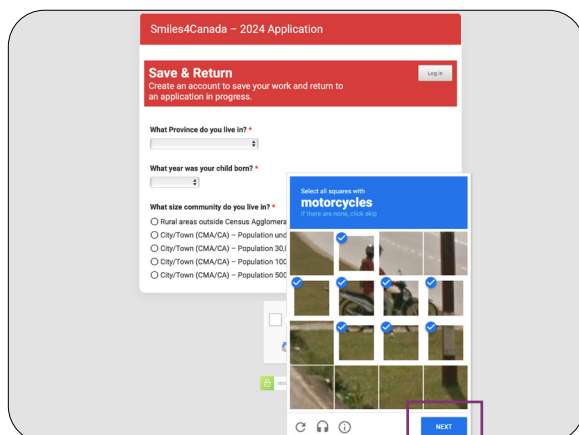 Smiles4Canada – 2024 Application
Save & Return
Log in
Create an account to save your work and return to
an application in progress.
What Province do you live in? *
What year was your child born? *
What size community do you live in? *
Rural areas outside Census Agglomera
City/Town (CMA/CA) – Population und
City/Town (CMA/CA) – Population 30,0
City/Town (CMA/CA) – Population 100
City/Town (CMA/CA) – Population 500
Select all squares with
motorcycles
If there are none, click skip
NEXT